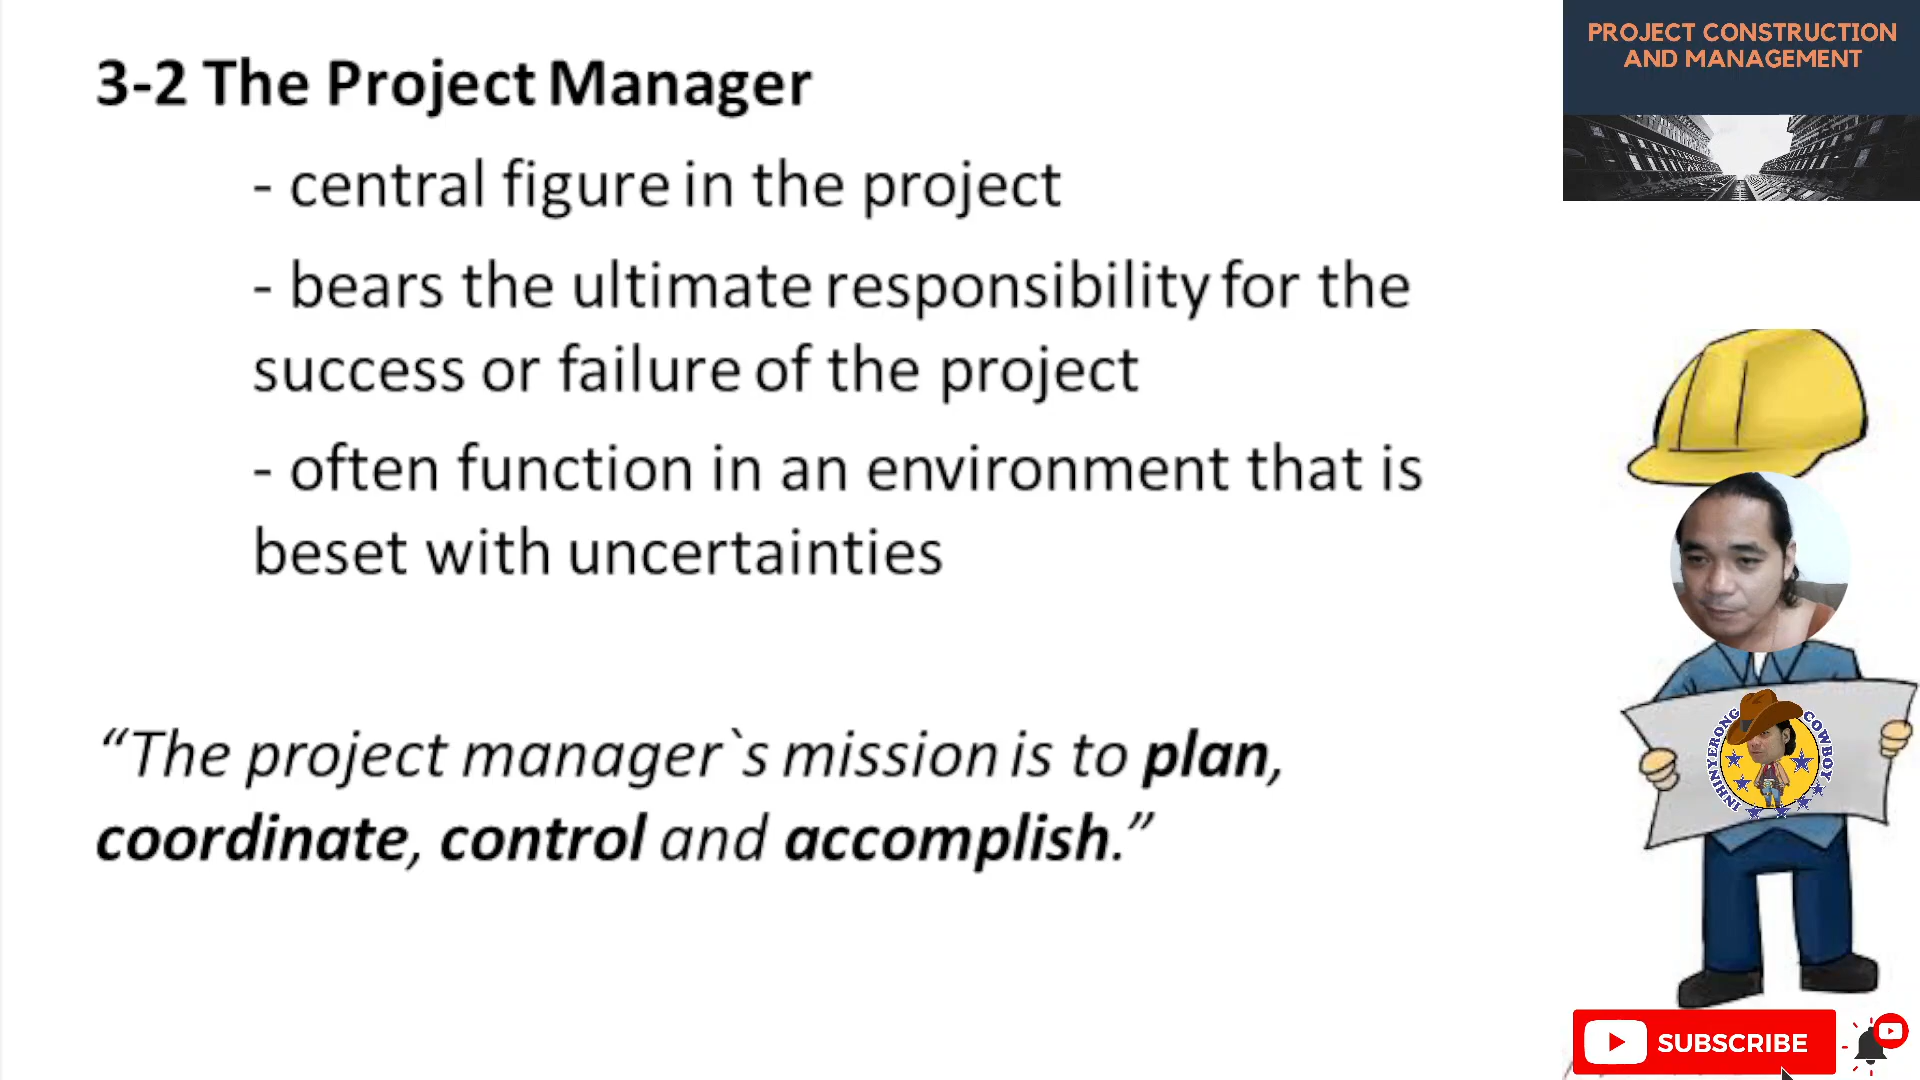 3-2 The Project Manager
- central figure in the project
- bears the ultimate responsibility for the
success or failure of the project
- often function in an environment that is
beset with uncertainties
“The project manager`s mission is to plan,
coordinate, control and accomplish.”
PROJECT CONSTRUCTION
AND MANAGEMENT
INHINYERONG COWBOY
SUBSCRIBE